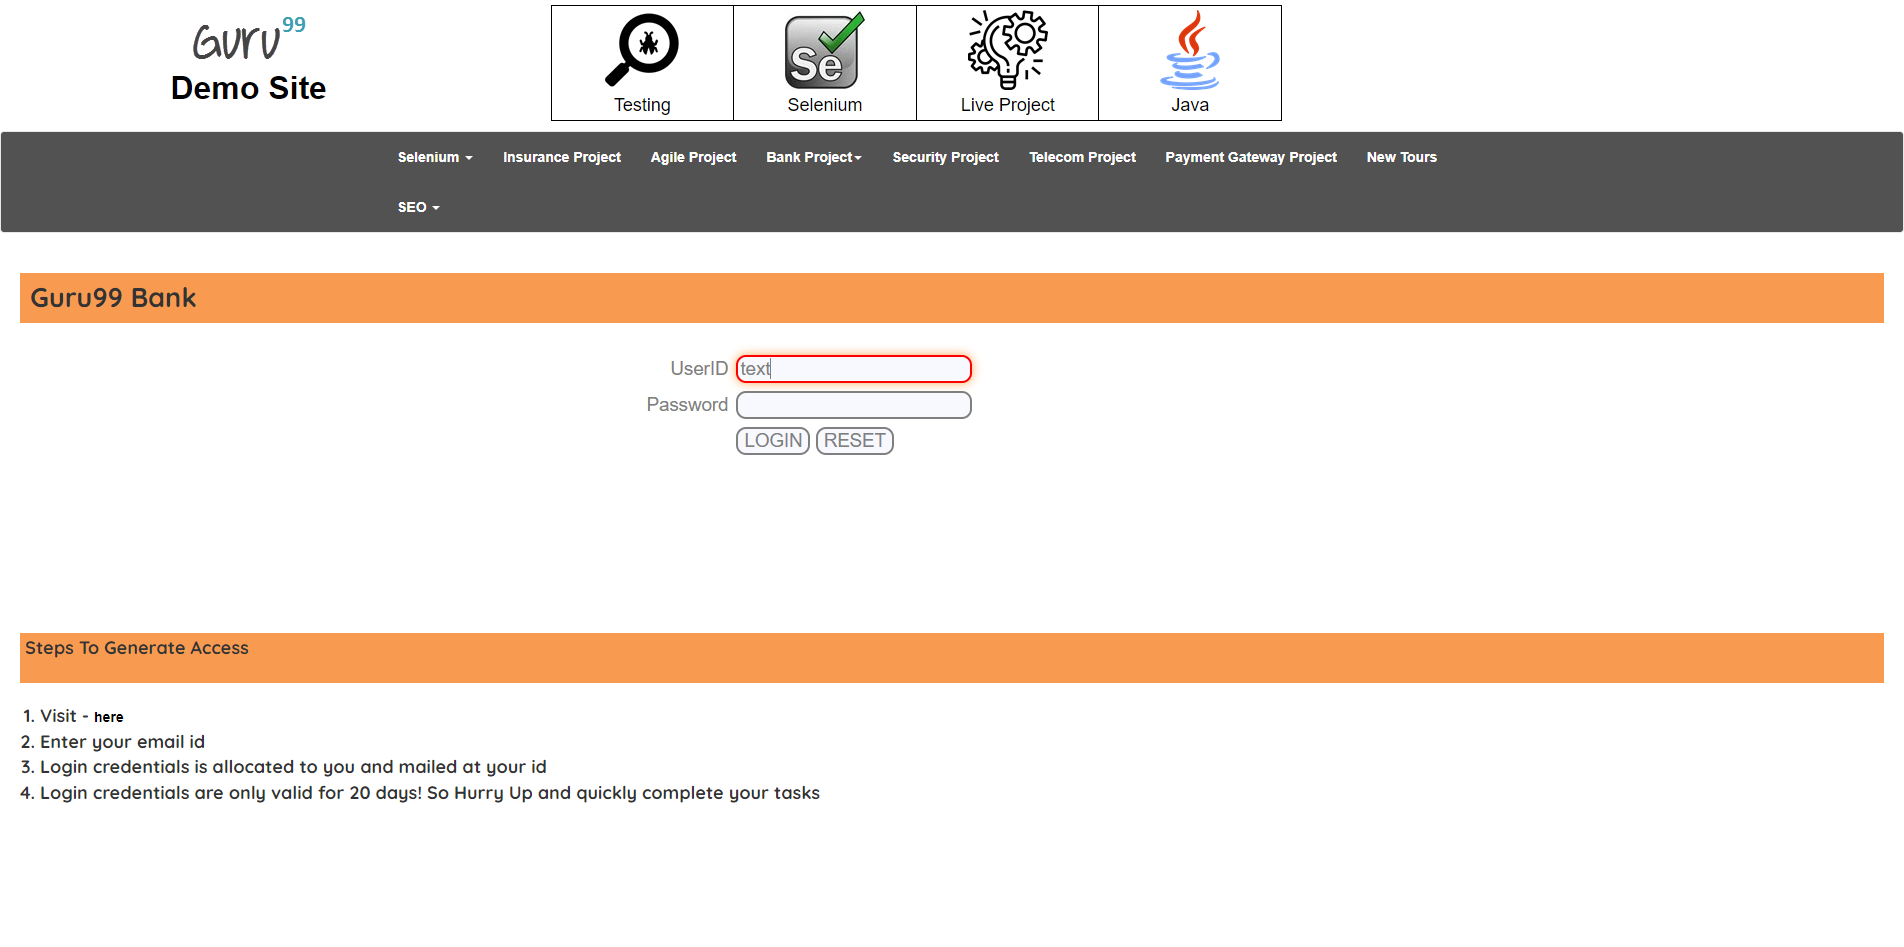 Guru99
Demo Site
Se
Testing
Selenium
Live Project
Java
Selenium
Insurance Project
Agile Project
Bank Project
Security Project
Telecom Project
Payment Gateway Project
New Tours
SEO
Guru99 Bank
UserID text
Password
LOGIN RESET
Steps To Generate Access
1. Visit - here
2. Enter your email id
3. Login credentials is allocated to you and mailed at your id
4. Login credentials are only valid for 20 days! So Hurry Up and quickly complete your tasks